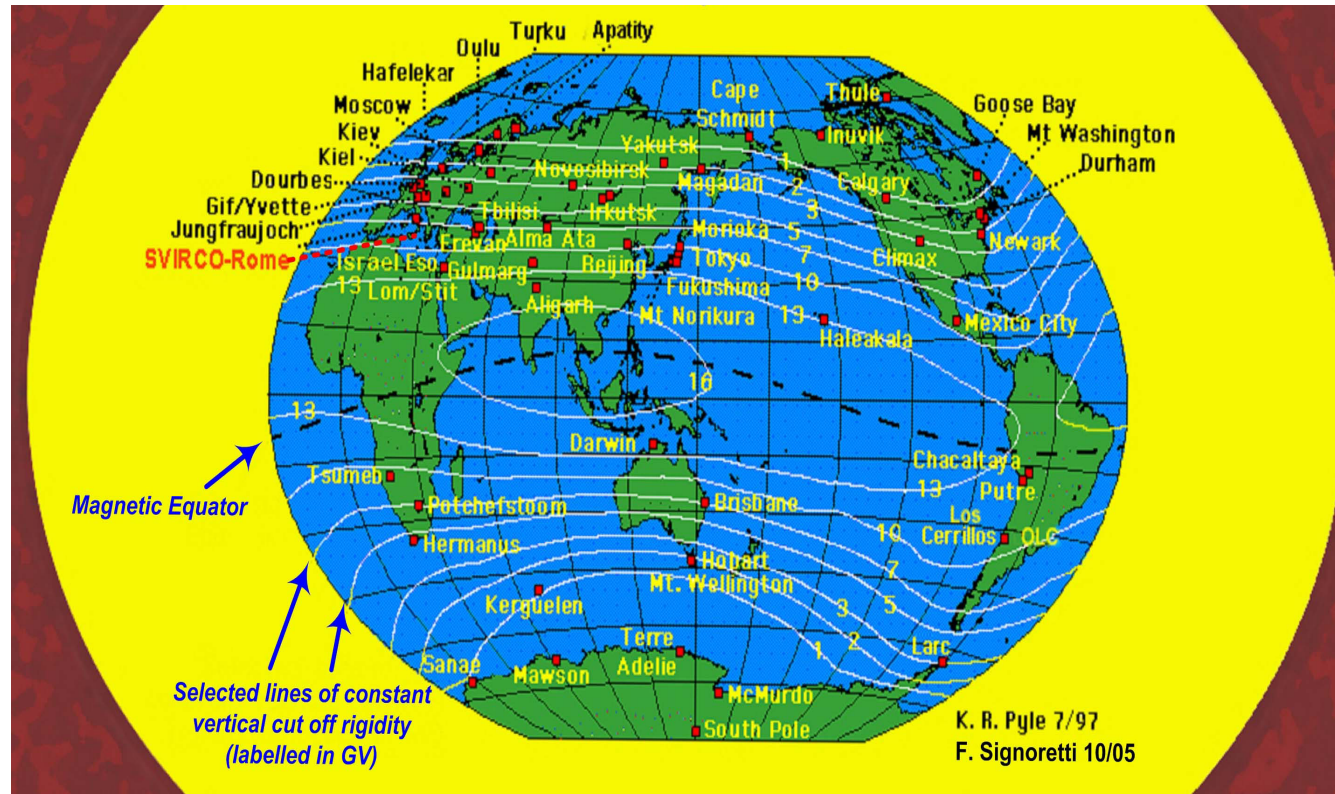 Turku
Apatity
Oulu
Hafelekar
Moscow
Kiev
Kiel
Dourbes
Gif/Yvette
Jungfraujoch
SVIRCO-Rome
Cape
Schmidt
Thule
Inuvik
Goose Bay
Mt Washington
Durham
Yakutsk
Novosibirsk
Magadan
Calgary
1
2
3
5
7
10
13
Irkutsk
Tbilisi
Erevan
Alma Ata
Morioka
Newark
Climax
Israel Eso
Gulmarg
Beijing
Tokyo
13
Lom/Stit
Aligarh
Fukushima
Mt Norikura
Haleakala
Mexico City
16
13
Darwin
Chacaltaya
Tsumeb
13
Putre
Magnetic Equator
Potchefstoom
Brisbane
Los
Cerrillos
OLC
10
Hermanus
Hobart
Mt. Wellington
7
5
3
2
1
Kerguelen
Terre
Adelie
Larc
Sanae
Mawson
McMurdo
South Pole
Selected lines of constant
vertical cut off rigidity
(labelled in GV)
K. R. Pyle 7/97
F. Signoretti 10/05